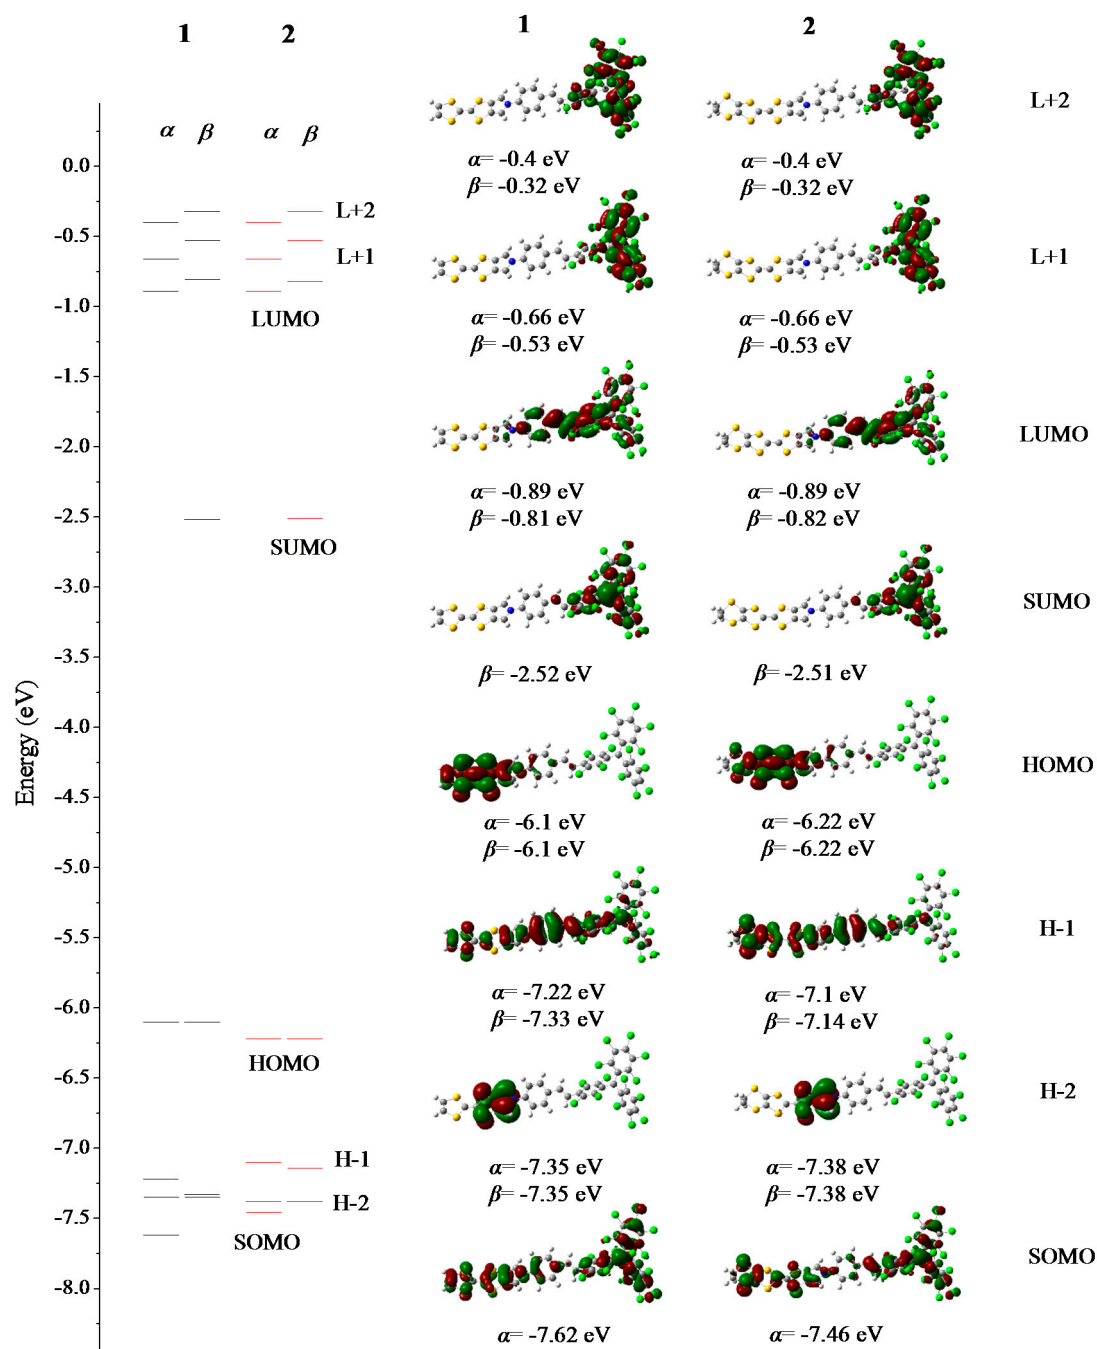 1 2 1 2
L+2
α β α β
α= -0.4 eV α= -0.4 eV
β= -0.32 eV β= -0.32 eV
0.0
L+2
-0.5
L+1
L+1
-1.0
LUMO
α= -0.66 eV α= -0.66 eV
β= -0.53 eV β= -0.53 eV
-1.5
LUMO
-2.0
α= -0.89 eV α= -0.89 eV
β= -0.81 eV β= -0.82 eV
-2.5
SUMO
-3.0
SUMO
-3.5
β= -2.52 eV β= -2.51 eV
Energy (eV)
-4.0
HOMO
-4.5
α= -6.1 eV α= -6.22 eV
β= -6.1 eV β= -6.22 eV
-5.0
H-1
-5.5
α= -7.22 eV α= -7.1 eV
β= -7.33 eV β= -7.14 eV
-6.0
HOMO
-6.5
H-2
-7.0
H-1
α= -7.35 eV α= -7.38 eV
β= -7.35 eV β= -7.38 eV
H-2
-7.5
SOMO
SOMO
-8.0
α= -7.62 eV α= -7.46 eV